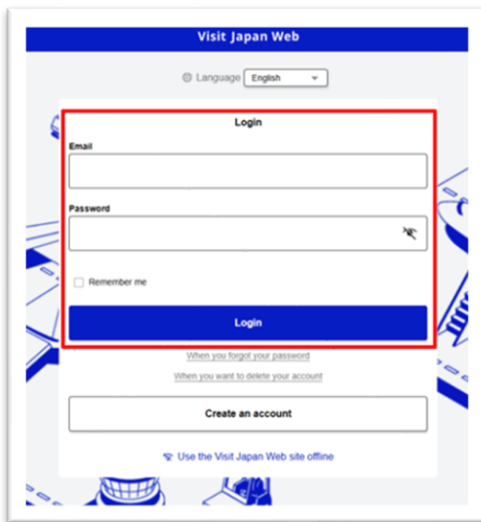 Visit Japan Web
Language English
Login
Email
Password
Remember me
Login
When you forgot your password
When you want to delete your account
Create an account
Use the Visit Japan Web site offline